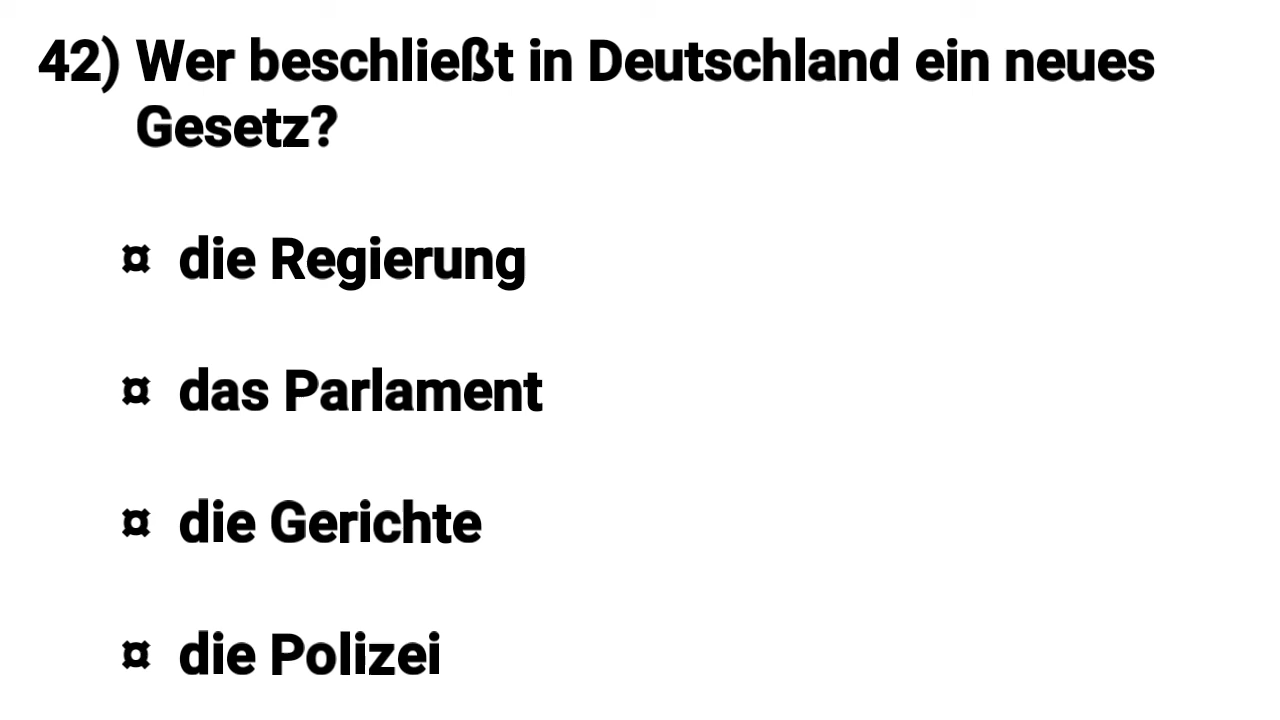 42) Wer beschließt in Deutschland ein neues
Gesetz?
¤ die Regierung
¤ das Parlament
¤ die Gerichte
¤ die Polizei